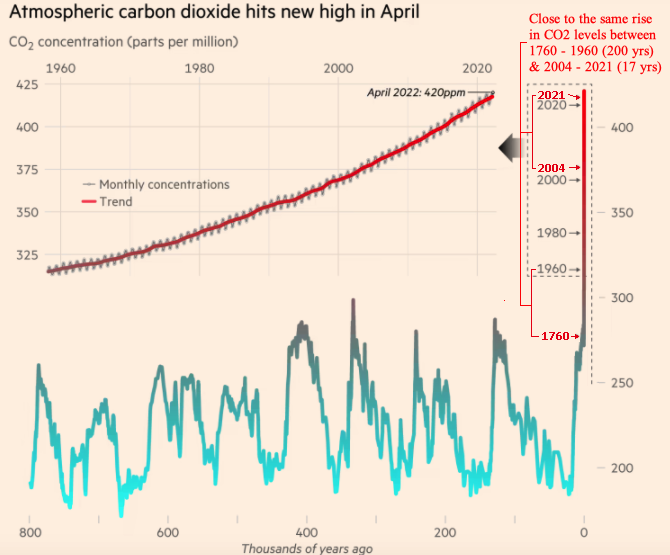 Atmospheric carbon dioxide hits new high in April
CO2 concentration (parts per million)
Close to the same rise
in CO2 levels between
1760 - 1960 (200 yrs)
& 2004 - 2021 (17 yrs)
1960 1980 2000 2020
425
400
375
350
325
April 2022: 420ppm
Monthly concentrations
Trend
2021
2020
2004
2000
1980
1960
1760
400
350
300
250
200
800 600 400 200 0
Thousands of years ago